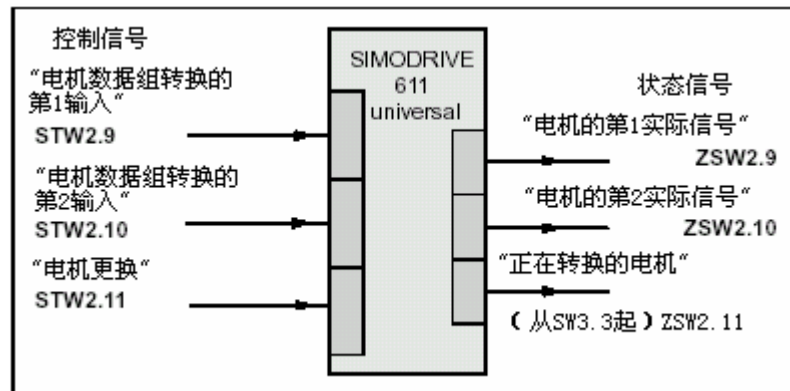 控制信号
“电机数据组转换的
第1输入”
STW2.9
“电机数据组转换的
第2输入”
STW2.10
“电机更换“
STW2.11
SIMODRIVE
611
universal
状态信号
“电机的第1实际信号”
ZSW2.9
“电机的第2实际信号”
ZSW2.10
“正在转换的电机”
（从SW3.3起）ZSW2.11